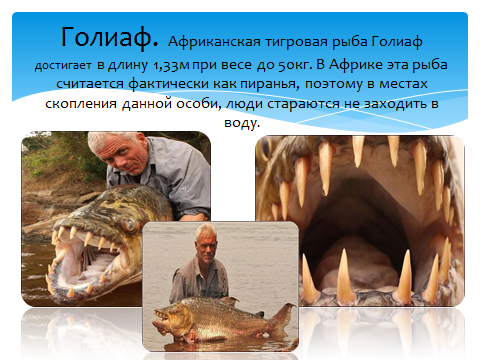 Голиаф. Африканская тигровая рыба Голиаф
достигает в длину 1,33м при весе до 50кг. В Африке эта рыба
считается фактически как пиранья, поэтому в местах
скопления данной особи, люди стараются не заходить в
воду.